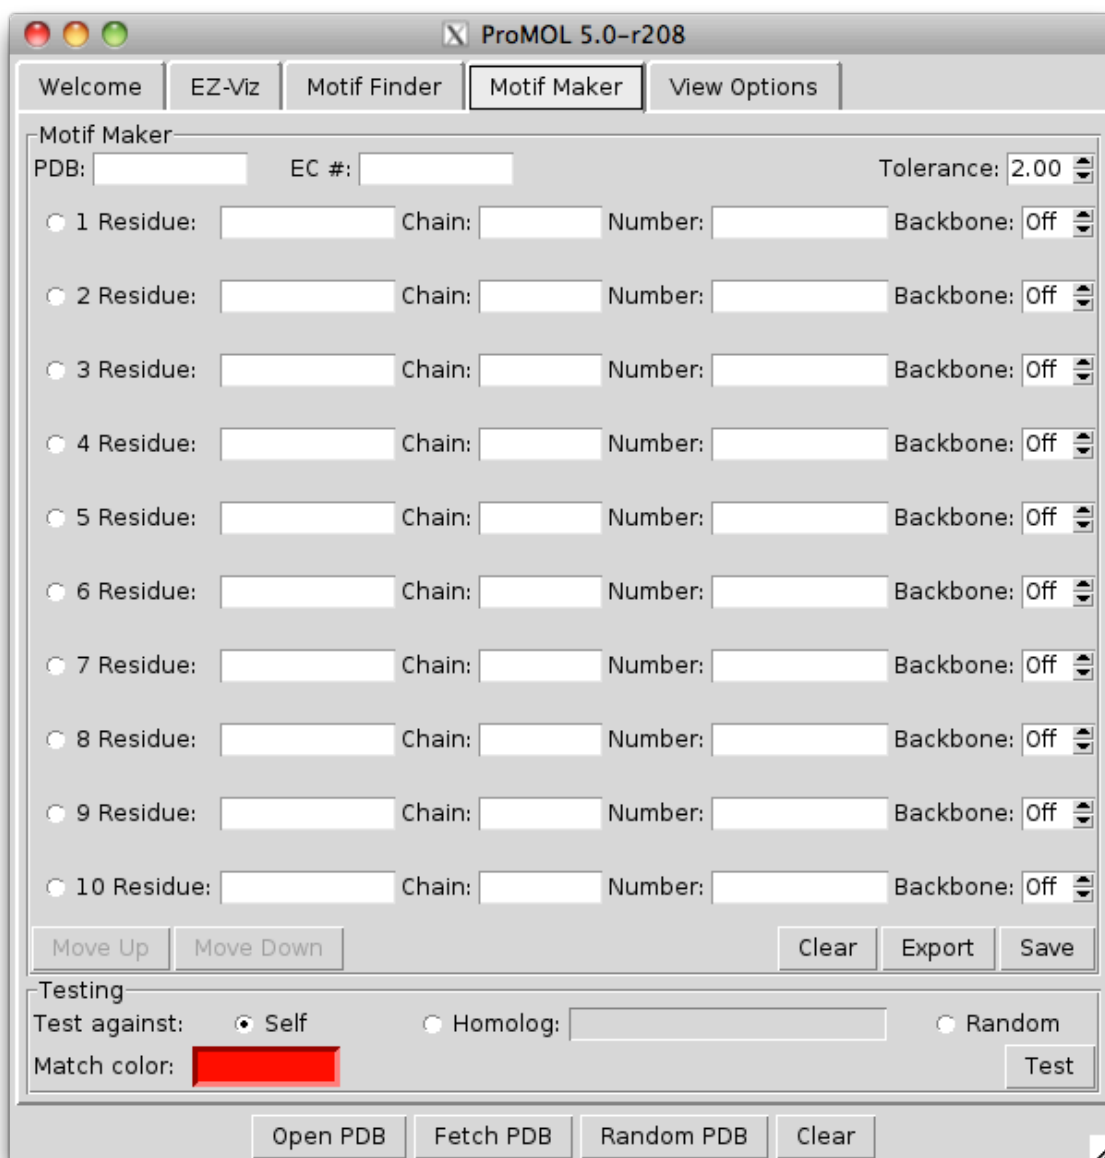 ProMOL 5.0-r208
Welcome EZ-Viz Motif Finder Motif Maker View Options
Motif Maker
PDB: EC #: Tolerance: 2.00
1 Residue: Chain: Number: Backbone: Off
2 Residue: Chain: Number: Backbone: Off
3 Residue: Chain: Number: Backbone: Off
4 Residue: Chain: Number: Backbone: Off
5 Residue: Chain: Number: Backbone: Off
6 Residue: Chain: Number: Backbone: Off
7 Residue: Chain: Number: Backbone: Off
8 Residue: Chain: Number: Backbone: Off
9 Residue: Chain: Number: Backbone: Off
10 Residue: Chain: Number: Backbone: Off
Move Up Move Down Clear Export Save
Testing
Test against: Self Homolog: Random
Match color: Test
Open PDB Fetch PDB Random PDB Clear